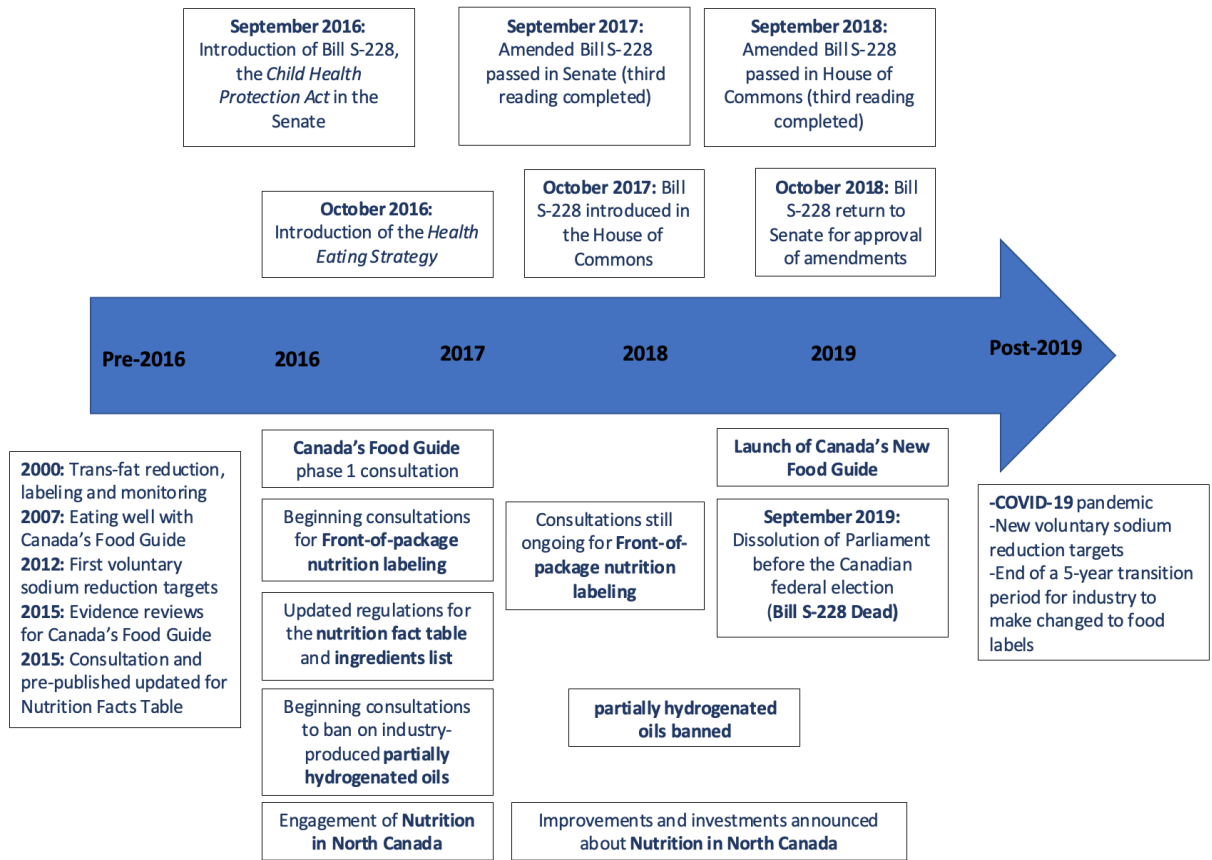 September 2016:
Introduction of Bill S-228,
the Child Health
Protection Act in the
Senate
September 2017:
Amended Bill S-228
passed in Senate (third
reading completed)
September 2018:
Amended Bill S-228
passed in House of
Commons (third reading
completed)
October 2016:
Introduction of the Health
Eating Strategy
October 2017: Bill
S-228 introduced in
the House of
Commons
October 2018: Bill
S-228 return to
Senate for approval
of amendments
Pre-2016
2016
2017
2018
2019
Post-2019
2000: Trans-fat reduction,
labeling and monitoring
2007: Eating well with
Canada’s Food Guide
2012: First voluntary
sodium reduction targets
2015: Evidence reviews
for Canada’s Food Guide
2015: Consultation and
pre-published updated for
Nutrition Facts Table
Canada’s Food Guide
phase 1 consultation
Beginning consultations
for Front-of-package
nutrition labeling
Updated regulations for
the nutrition fact table
and ingredients list
Beginning consultations
to ban on industry-
produced partially
hydrogenated oils
Engagement of Nutrition
in North Canada
Consultations still
ongoing for Front-of-
package nutrition
labeling
partially hydrogenated
oils banned
Improvements and investments announced
about Nutrition in North Canada
Launch of Canada’s New
Food Guide
September 2019:
Dissolution of Parliament
before the Canadian
federal election
(Bill S-228 Dead)
-COVID-19 pandemic
-New voluntary sodium
reduction targets
-End of a 5-year transition
period for industry to
make changed to food
labels